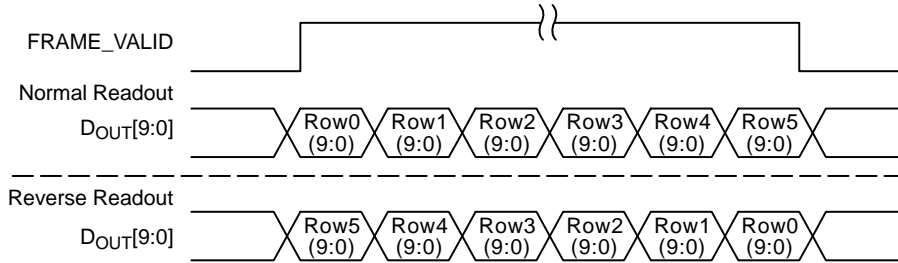 FRAME_VALID
Normal Readout
DOUT[9:0]
Row0 Row1 Row2 Row3 Row4 Row5
(9:0) (9:0) (9:0) (9:0) (9:0) (9:0)
Reverse Readout
DOUT[9:0]
Row5 Row4 Row3 Row2 Row1 Row0
(9:0) (9:0) (9:0) (9:0) (9:0) (9:0)